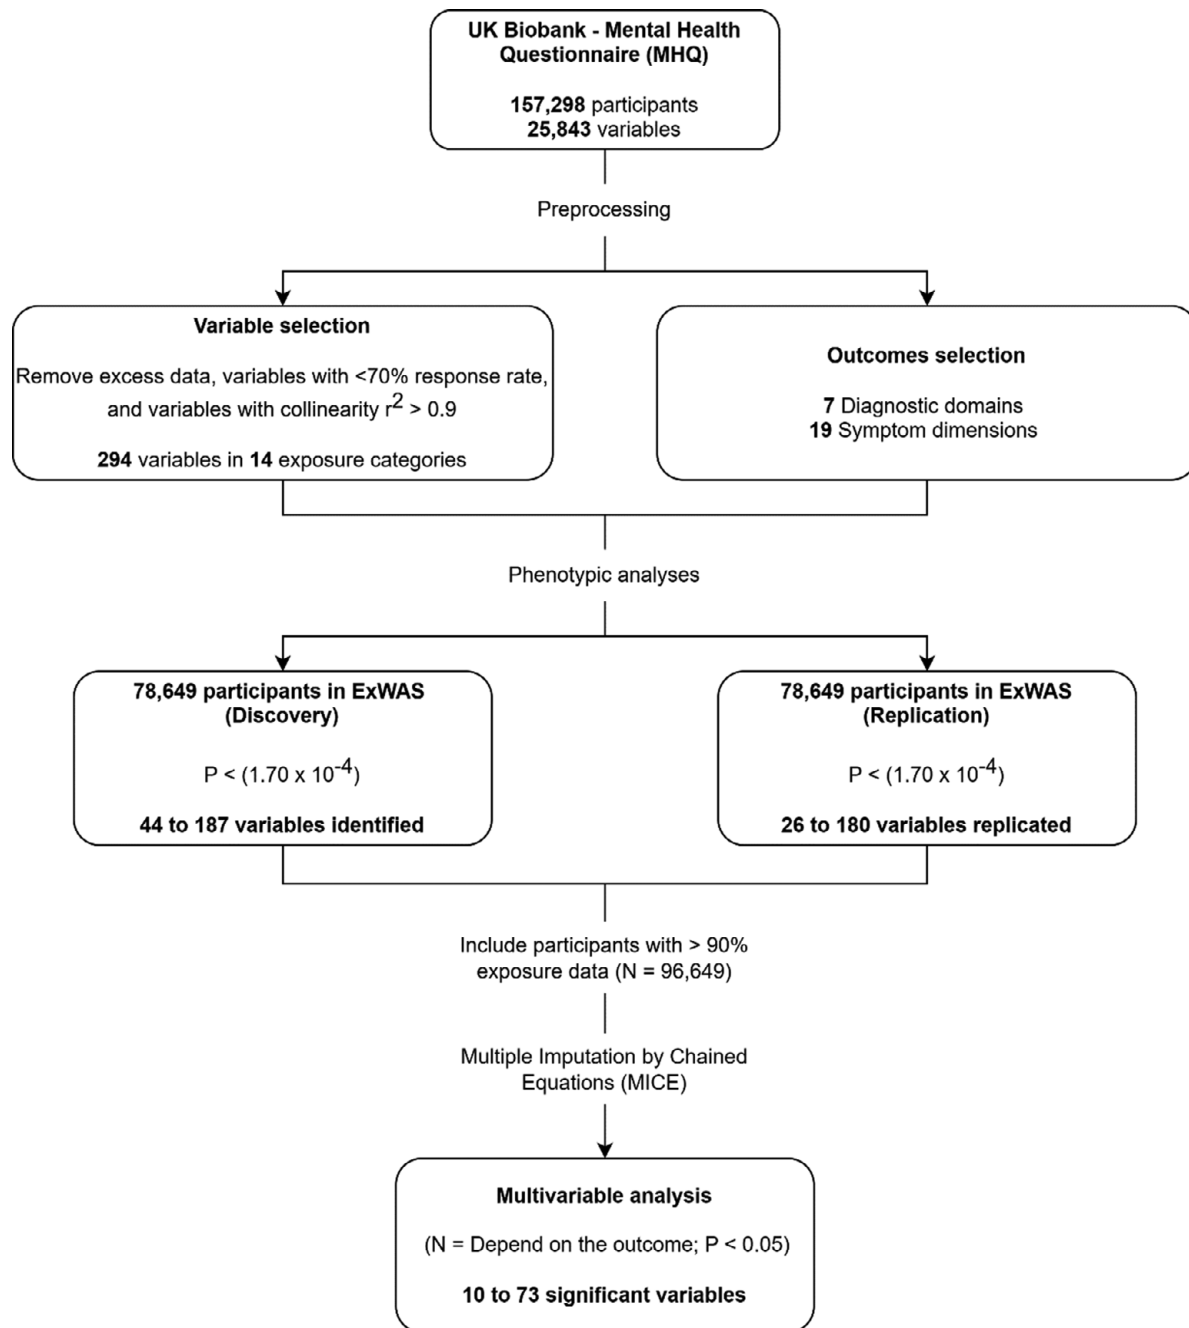 UK Biobank - Mental Health
Questionnaire (MHQ)
157,298 participants
25,843 variables
Preprocessing
Variable selection
Remove excess data, variables with <70% response rate,
and variables with collinearity r² > 0.9
294 variables in 14 exposure categories
Outcomes selection
7 Diagnostic domains
19 Symptom dimensions
Phenotypic analyses
78,649 participants in ExWAS
(Discovery)
P < (1.70 x 10⁻⁴)
44 to 187 variables identified
78,649 participants in ExWAS
(Replication)
P < (1.70 x 10⁻⁴)
26 to 180 variables replicated
Include participants with > 90%
exposure data (N = 96,649)
Multiple Imputation by Chained
Equations (MICE)
Multivariable analysis
(N = Depend on the outcome; P < 0.05)
10 to 73 significant variables